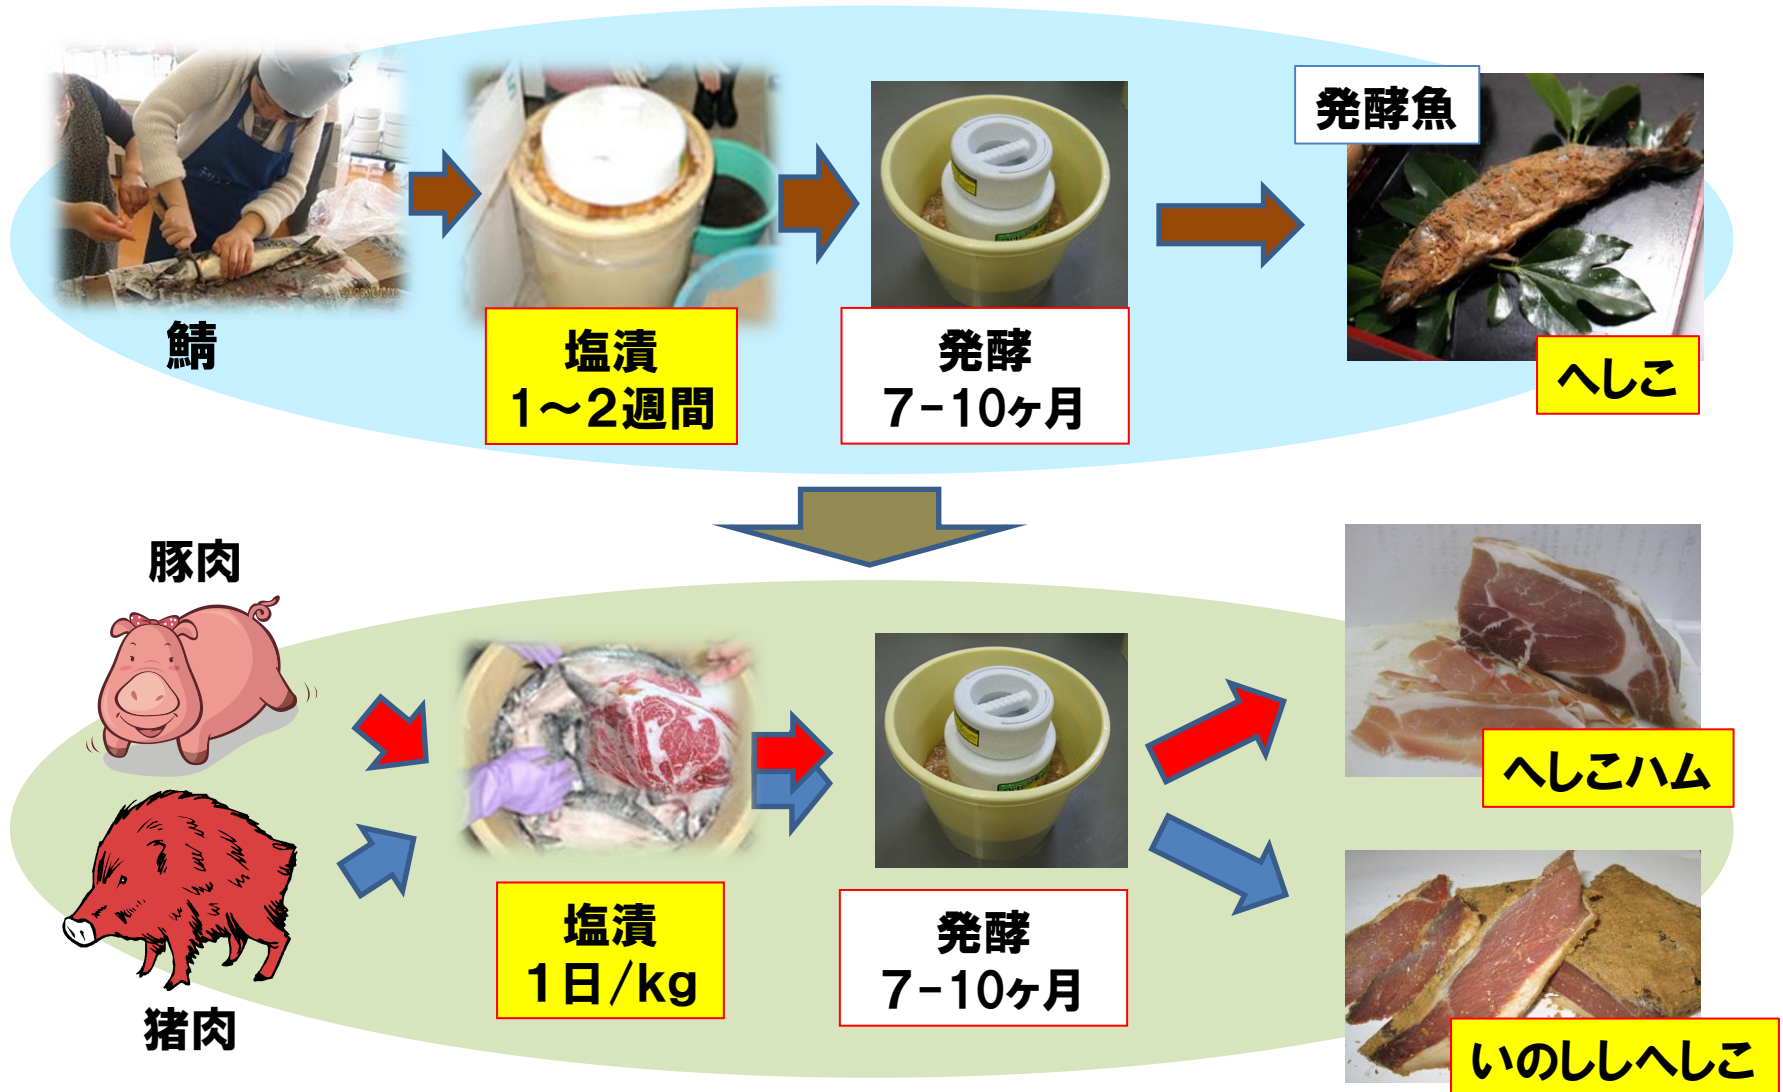 鯖
塩漬
1〜2週間
発酵
7-10ヶ月
発酵魚
へしこ
豚肉
猪肉
塩漬
1日/kg
発酵
7-10ヶ月
へしこハム
いのししへしこ